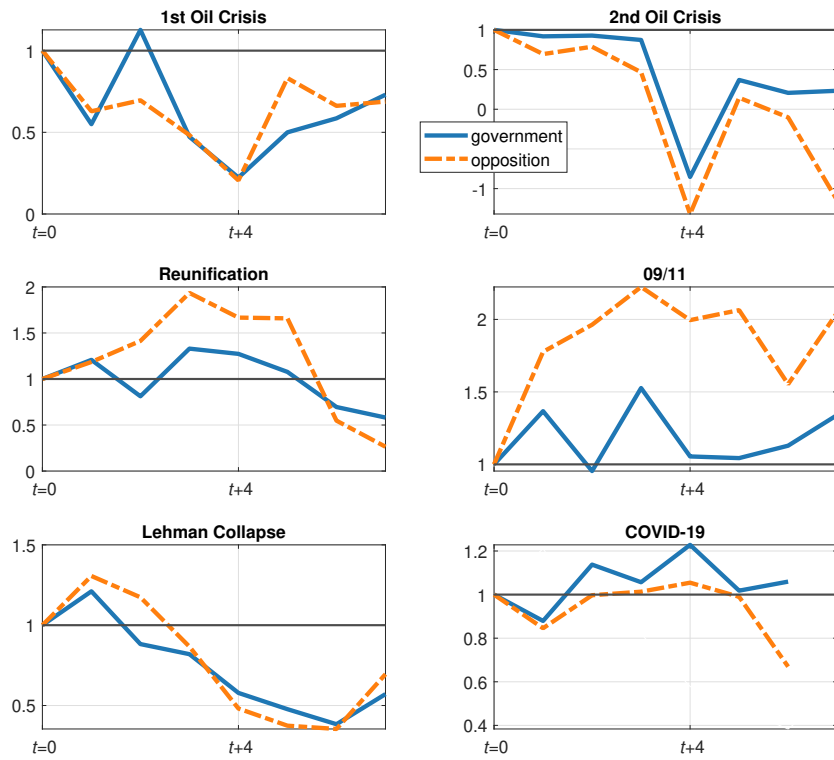 1st Oil Crisis
1
0.5
0
t=0
t+4
2nd Oil Crisis
1
0.5
0
-1
government
opposition
t=0
t+4
Reunification
2
1.5
1
0.5
0
t=0
t+4
09/11
2
1.5
1
t=0
t+4
Lehman Collapse
1.5
1
0.5
t=0
t+4
COVID-19
1.2
1
0.8
0.6
0.4
t=0
t+4